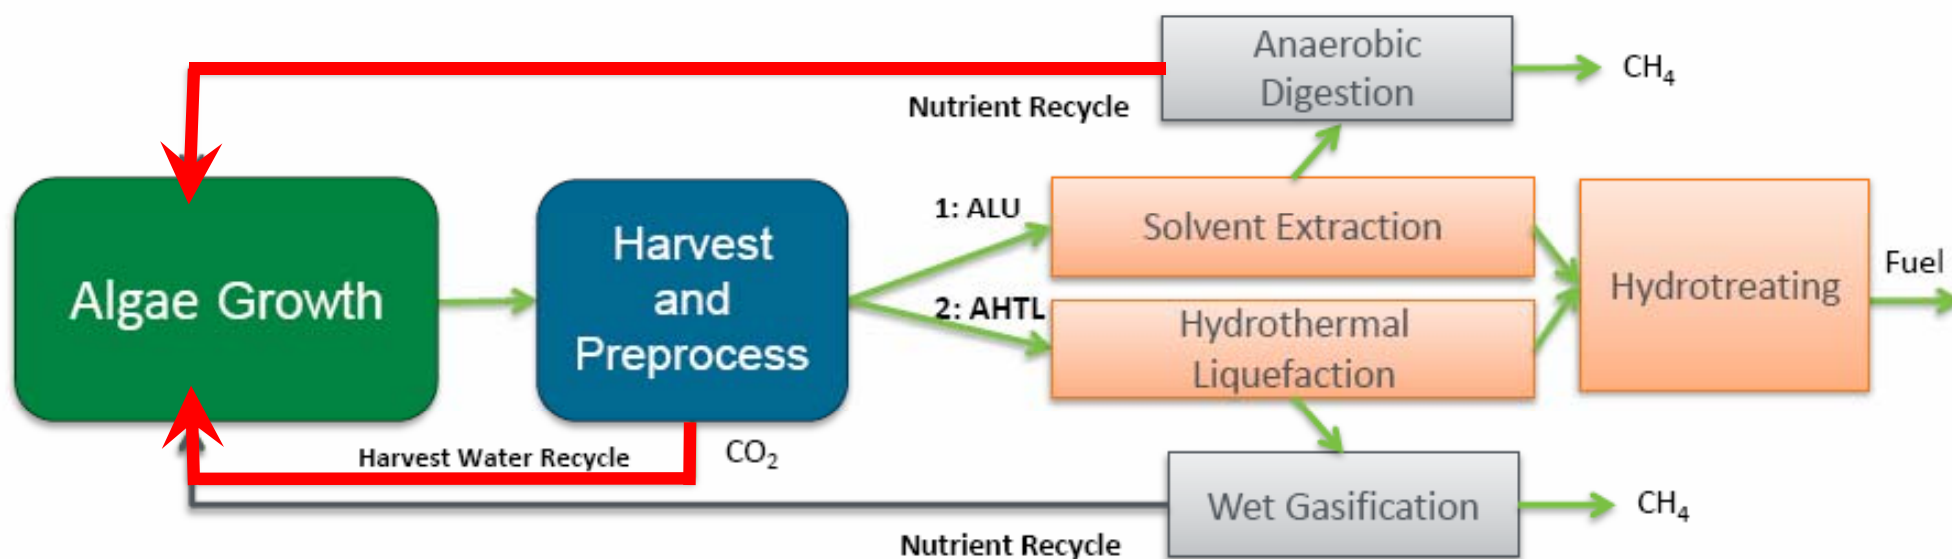 Anaerobic
Digestion
CH₄
Nutrient Recycle
Algae Growth
Harvest
and
Preprocess
1: ALU
Solvent Extraction
2: AHTL
Hydrothermal
Liquefaction
Hydrotreating
Fuel
Harvest Water Recycle
CO₂
Wet Gasification
CH₄
Nutrient Recycle